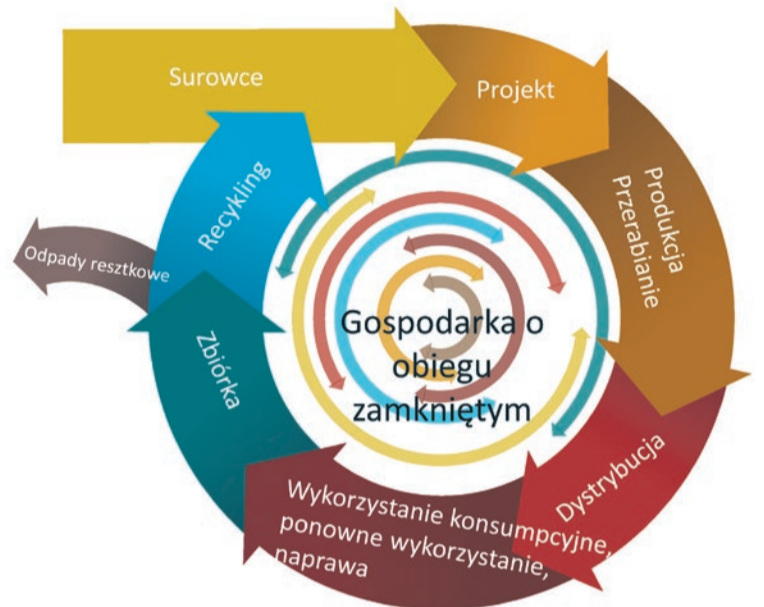 Surowce
Projekt
Produkcja
Przerabianie
Dystrybucja
Wykorzystanie konsumpcyjne,
ponowne wykorzystanie,
naprawa
Zbiórka
Recykling
Odpady resztkowe
Gospodarka o
obiegu
zamkniętym